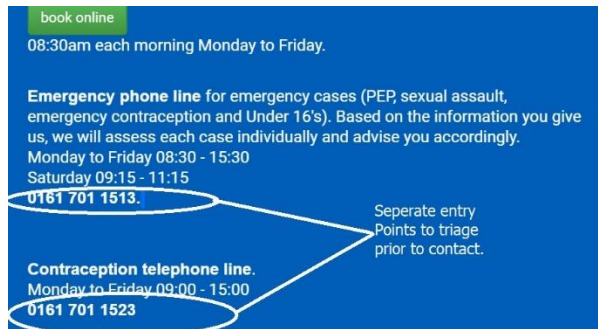 book online
08:30am each morning Monday to Friday.
Emergency phone line for emergency cases (PEP, sexual assault,
emergency contraception and Under 16's). Based on the information you give
us, we will assess each case individually and advise you accordingly.
Monday to Friday 08:30 - 15:30
Saturday 09:15 - 11:15
0161 701 1513.
Seperate entry
Points to triage
prior to contact.
Contraception telephone line.
Monday to Friday 09:00 - 15:00
0161 701 1523